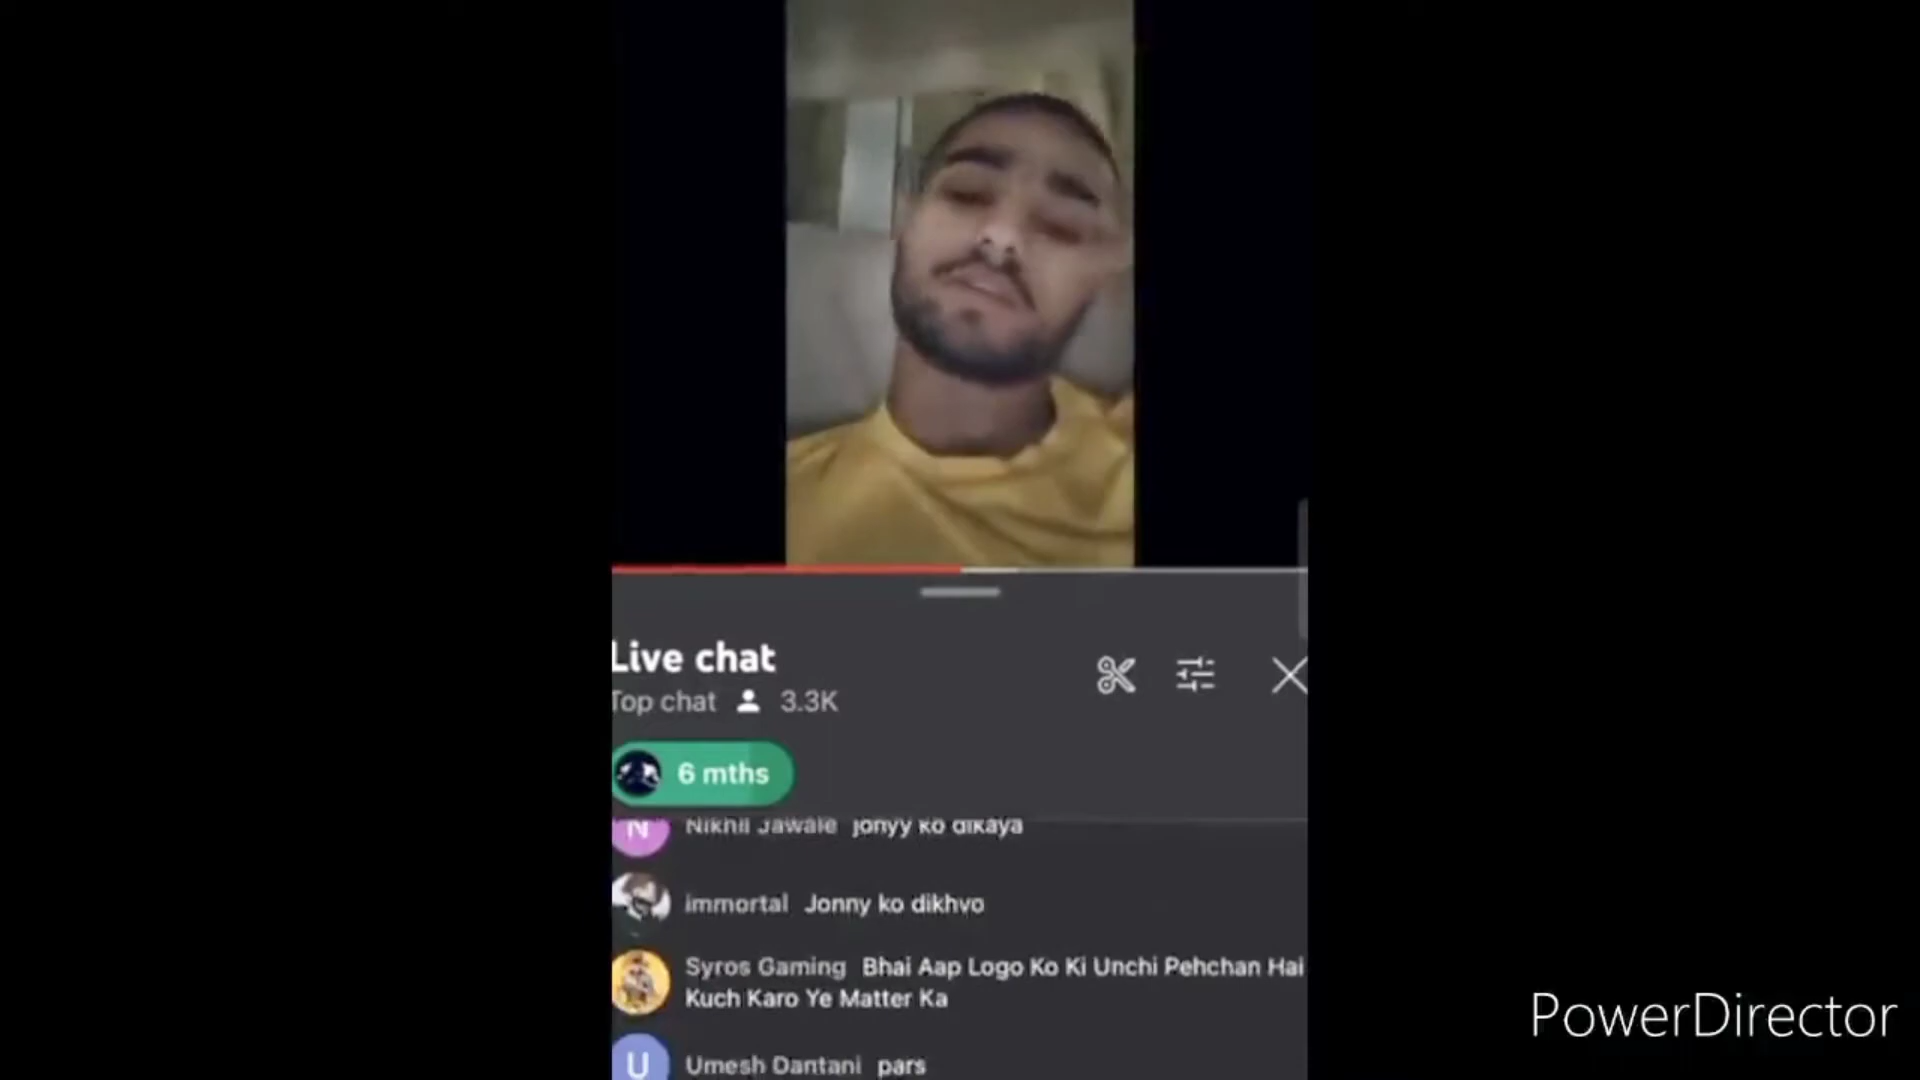 Live chat
Top chat 3.3K
6 mths
N Nikhil Jawale jonyy ko dikaya
immortal Jonny ko dikhvo
Syros Gaming Bhai Aap Logo Ko Ki Unchi Pehchan Hai
Kuch Karo Ye Matter Ka
U Umesh Dantani pars
PowerDirector